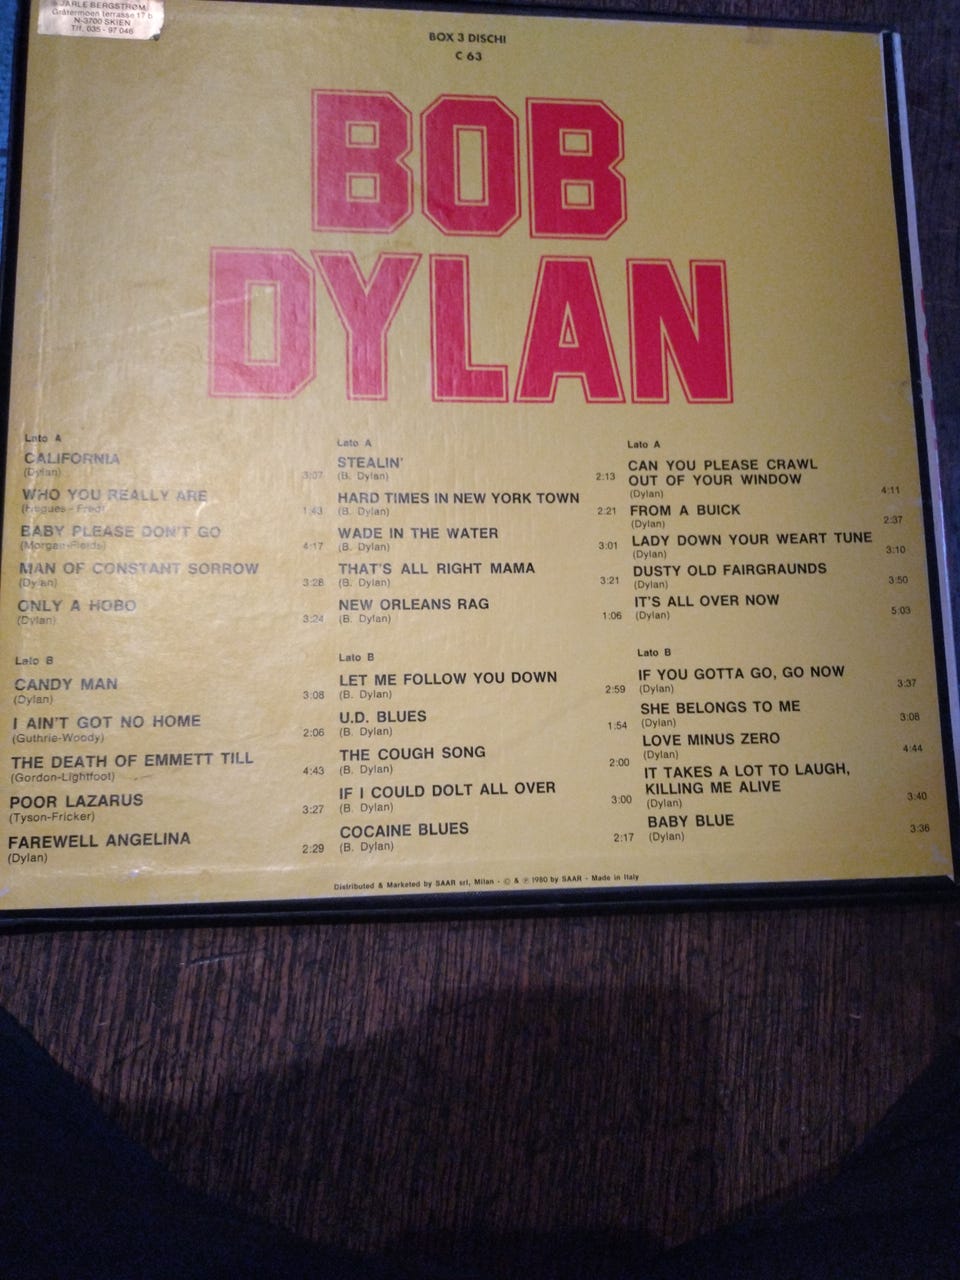 JARLE BERGSTRØM
Gråtenmoen terrasse 17 b
N-3700 SKIEN
Tlf. 035 - 97 046
BOX 3 DISCHI
C 63
BOB
DYLAN
Lato A
CALIFORNIA
(Dylan)
3:07
WHO YOU REALLY ARE
(Hugues - Fred)
1:43
BABY PLEASE DON'T GO
(Morgan-Fields)
4:17
MAN OF CONSTANT SORROW
(Dylan)
3:28
ONLY A HOBO
(Dylan)
3:24
Lato B
CANDY MAN
(Dylan)
3:08
I AIN'T GOT NO HOME
(Guthrie-Woody)
2:06
THE DEATH OF EMMETT TILL
(Gordon-Lightfoot)
4:43
POOR LAZARUS
(Tyson-Fricker)
3:27
FAREWELL ANGELINA
(Dylan)
2:29
Lato A
STEALIN'
(B. Dylan)
2:13
HARD TIMES IN NEW YORK TOWN
(B. Dylan)
2:21
WADE IN THE WATER
(B. Dylan)
3:01
THAT'S ALL RIGHT MAMA
(B. Dylan)
3:21
NEW ORLEANS RAG
(B. Dylan)
1:06
Lato B
LET ME FOLLOW YOU DOWN
(B. Dylan)
2:59
U.D. BLUES
(B. Dylan)
1:54
THE COUGH SONG
(B. Dylan)
2:00
IF I COULD DOLT ALL OVER
(B. Dylan)
3:00
COCAINE BLUES
(B. Dylan)
2:17
Lato A
CAN YOU PLEASE CRAWL
OUT OF YOUR WINDOW
(Dylan)
4:11
FROM A BUICK
(Dylan)
2:37
LADY DOWN YOUR WEART TUNE
(Dylan)
3:10
DUSTY OLD FAIRGRAUNDS
(Dylan)
3:50
IT'S ALL OVER NOW
(Dylan)
5:03
Lato B
IF YOU GOTTA GO, GO NOW
(Dylan)
3:37
SHE BELONGS TO ME
(Dylan)
3:08
LOVE MINUS ZERO
(Dylan)
4:44
IT TAKES A LOT TO LAUGH,
KILLING ME ALIVE
(Dylan)
3:40
BABY BLUE
(Dylan)
3:36
Distributed & Marketed by SAAR srl, Milan - © & ℗ 1980 by SAAR - Made in Italy